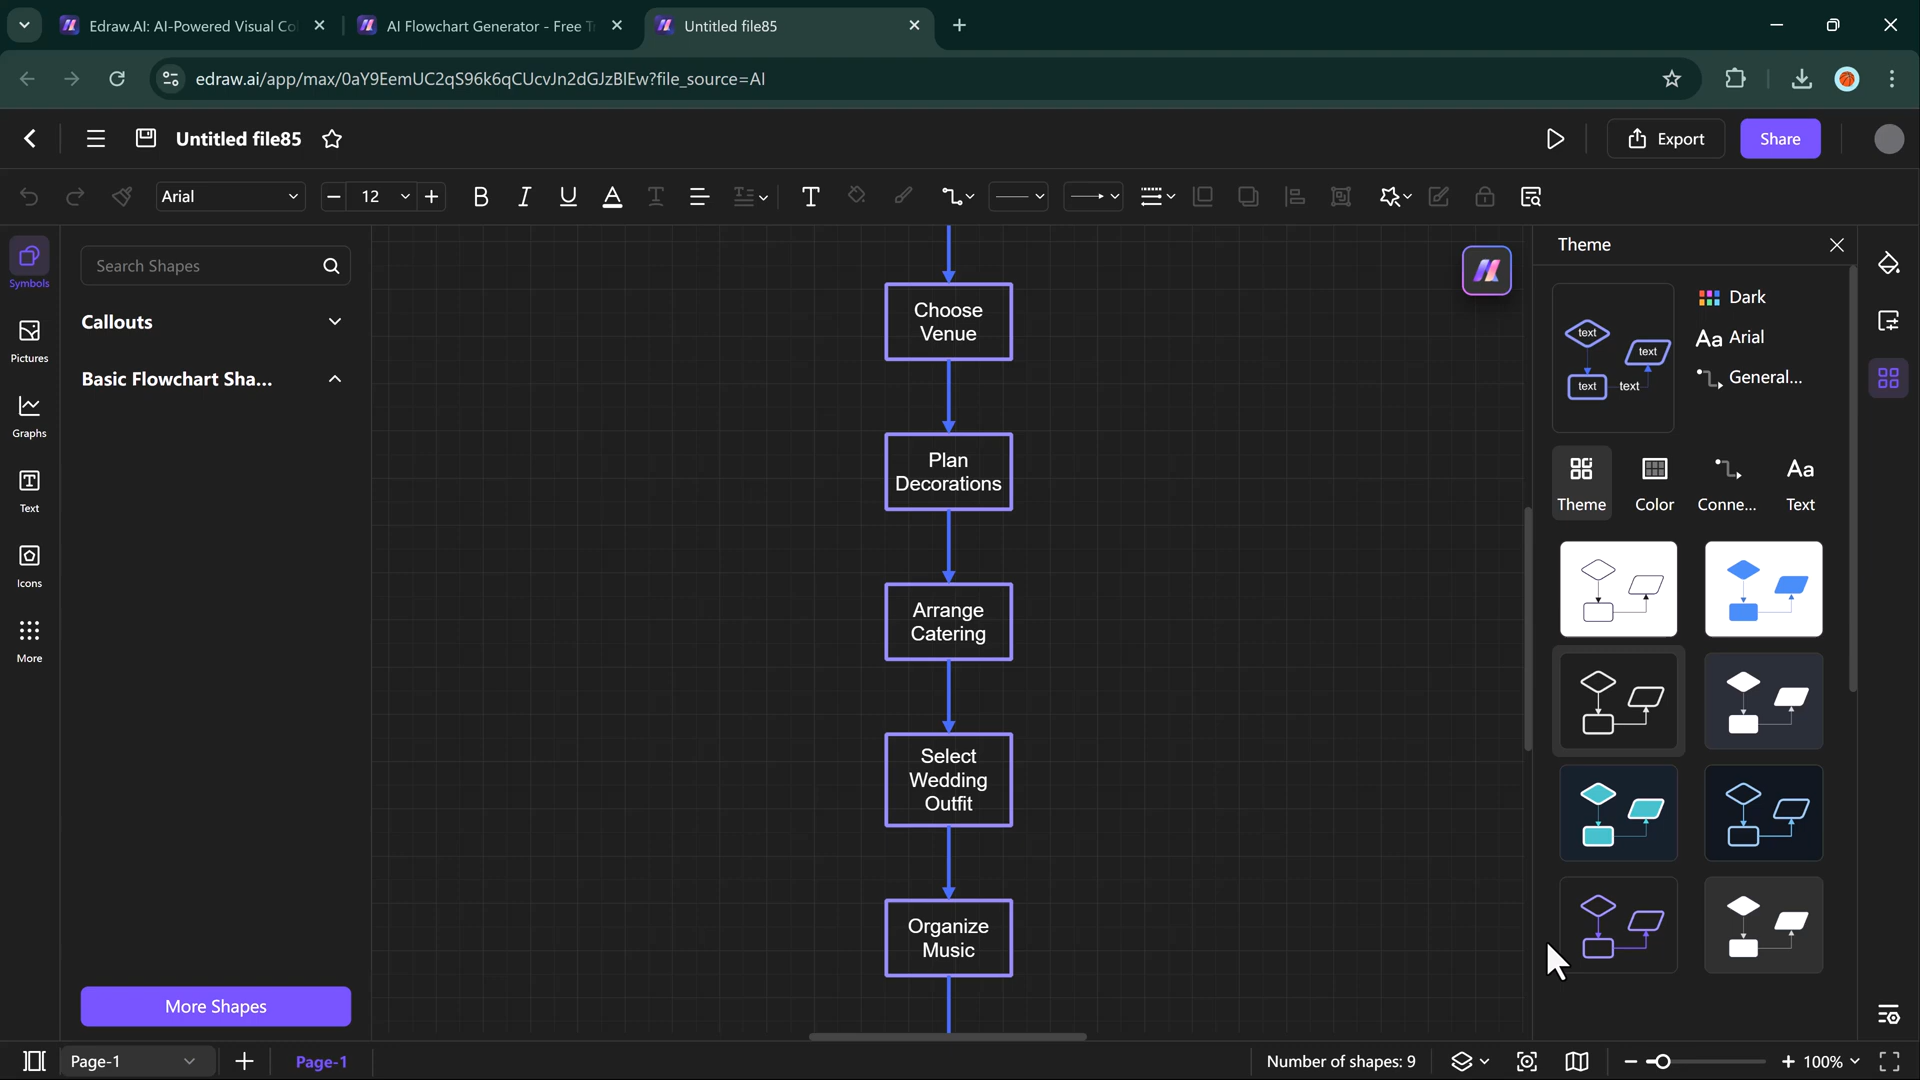 Edraw.AI: AI-Powered Visual Co
AI Flowchart Generator - Free T
Untitled file85
edraw.ai/app/max/0aY9EemUC2qS96k6qCUcvJn2dGJzBlEw?file_source=AI
Untitled file85
Export
Share
Arial
12
Symbols
Pictures
Graphs
Text
Icons
More
Search Shapes
Callouts
Basic Flowchart Sha...
More Shapes
Choose
Venue
Plan
Decorations
Arrange
Catering
Select
Wedding
Outfit
Organize
Music
Theme
text
text
text
text
Dark
Aa Arial
General...
Theme
Color
Conne...
Aa
Text
Page-1
Page-1
Number of shapes: 9
100%